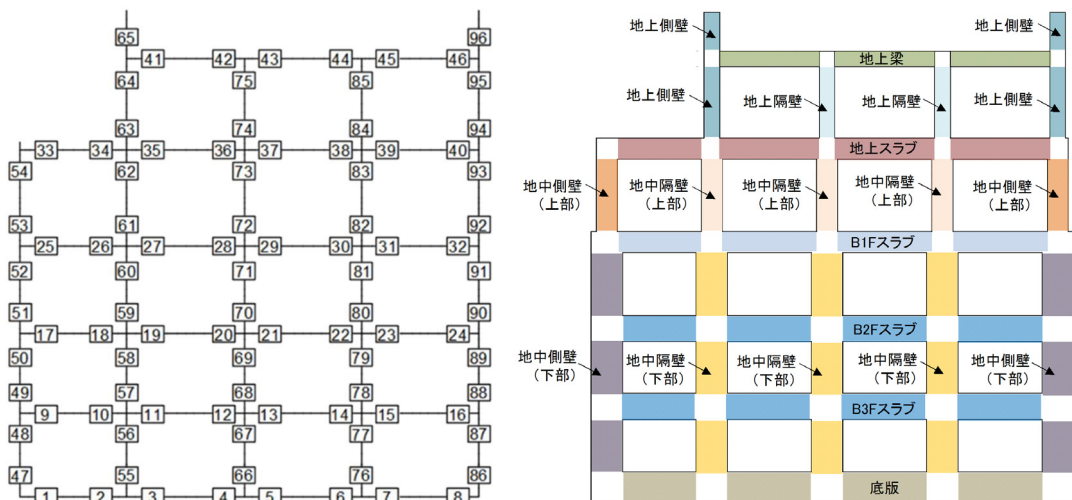 65 96
41 42 43 44 45 46
64 75 85 95
63 74 84 94
33 34 35 36 37 38 39 40
54 62 73 83 93
53 61 72 82 92
25 26 27 28 29 30 31 32
52 60 71 81 91
51 59 70 80 90
17 18 19 20 21 22 23 24
50 58 69 79 89
49 57 68 78 88
9 10 11 12 13 14 15 16
48 56 67 77 87
47 55 66 76 86
1 2 3 4 5 6 7 8
地上側壁 地上側壁
地上梁
地上側壁 地上隔壁 地上隔壁 地上側壁
地上スラブ
地中側壁 地中隔壁 地中隔壁 地中隔壁 地中側壁
(上部) (上部) (上部) (上部) (上部)
B1Fスラブ
B2Fスラブ
地中側壁 地中隔壁 地中隔壁 地中隔壁 地中側壁
(下部) (下部) (下部) (下部) (下部)
B3Fスラブ
底版